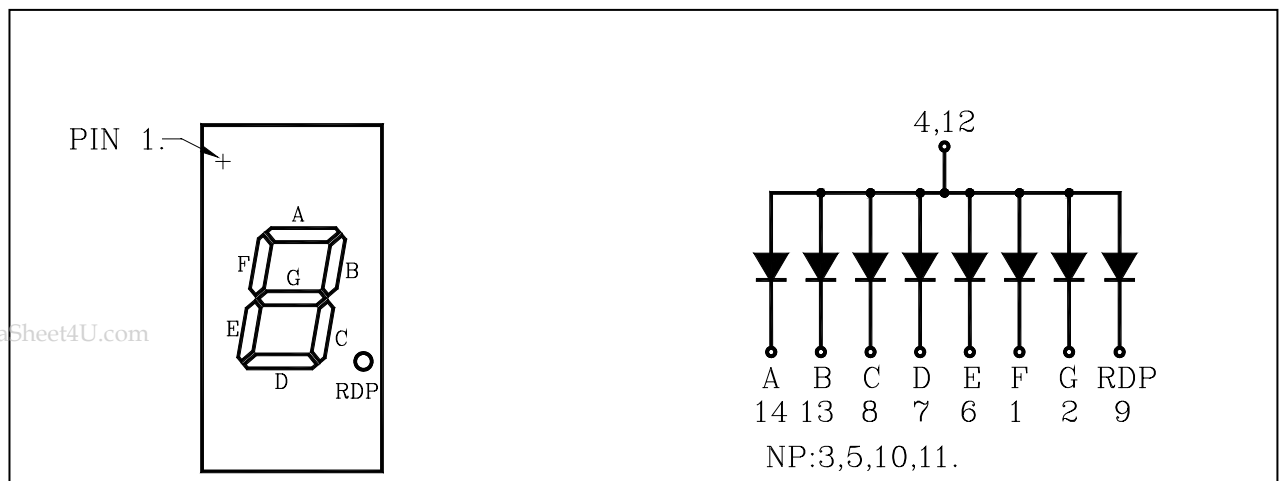 PIN 1.
A
F
B
G
E
C
D
RDP
aSheet4U.com
4,12
A B C D E F G RDP
14 13 8 7 6 1 2 9
NP:3,5,10,11.